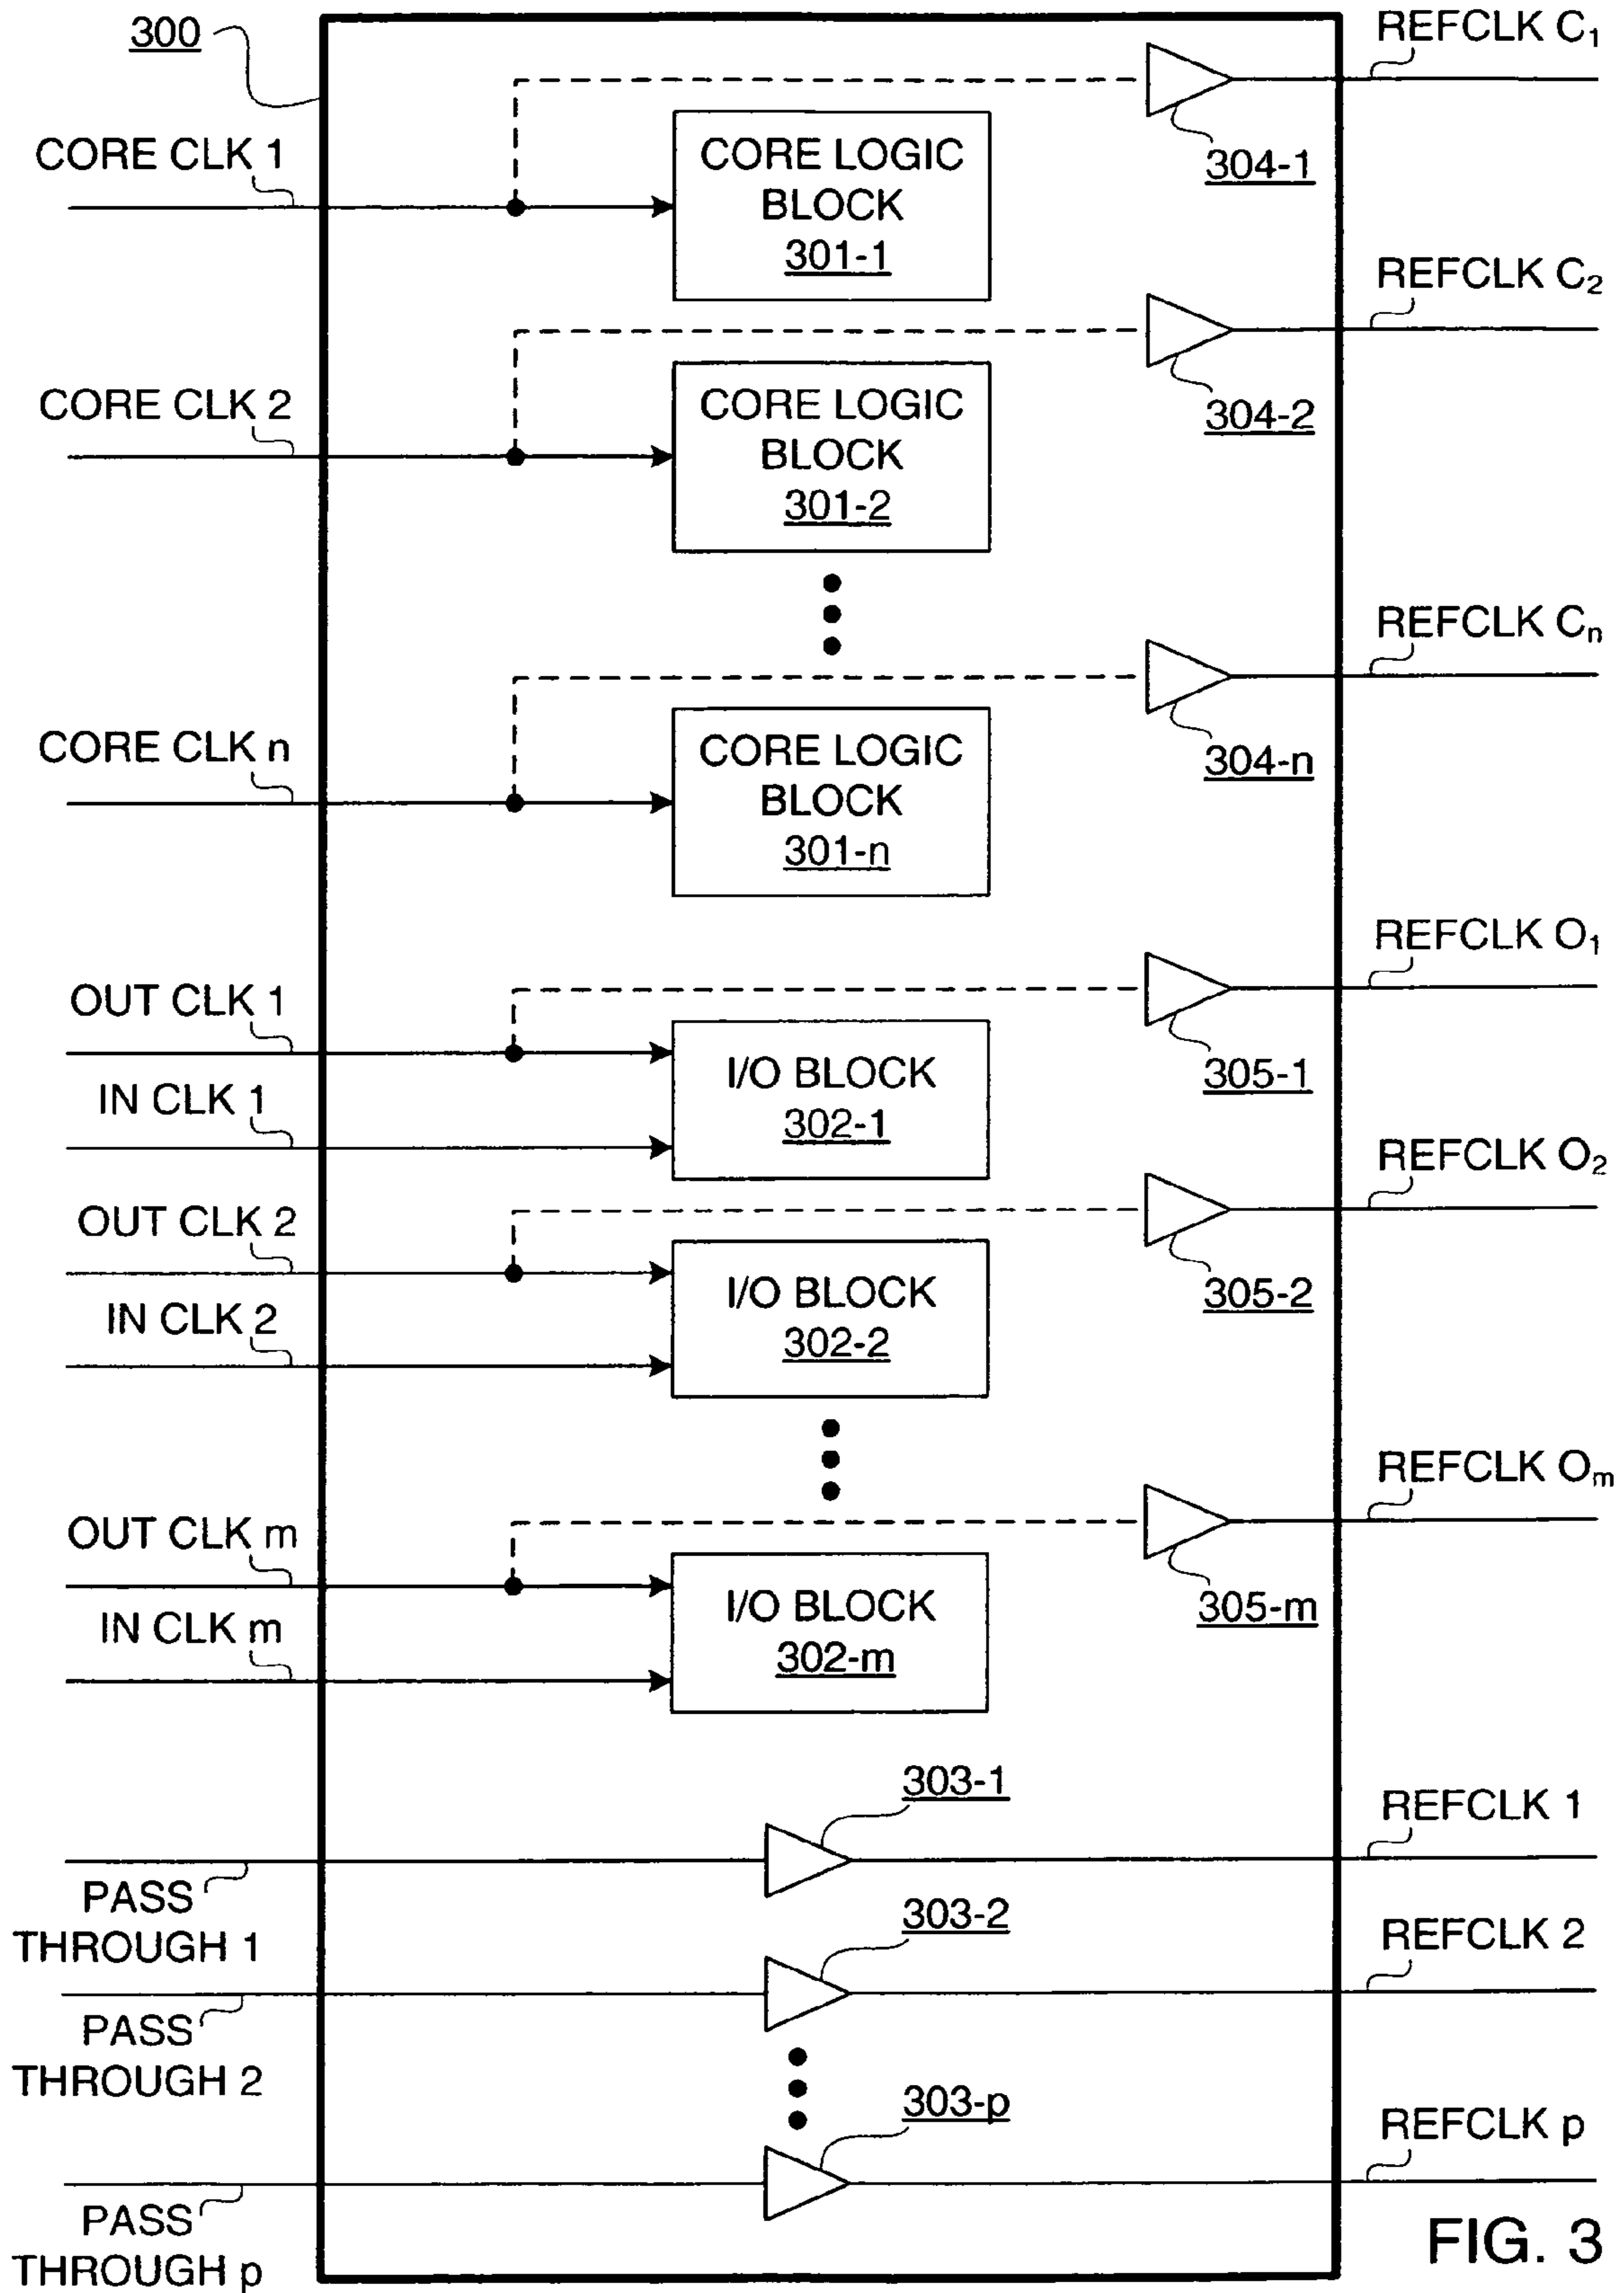 300
REFCLK C1
CORE CLK 1
CORE LOGIC
BLOCK
301-1
304-1
REFCLK C2
CORE CLK 2
CORE LOGIC
BLOCK
301-2
304-2
REFCLK Cn
CORE CLK n
CORE LOGIC
BLOCK
301-n
304-n
REFCLK O1
OUT CLK 1
IN CLK 1
I/O BLOCK
302-1
305-1
REFCLK O2
OUT CLK 2
IN CLK 2
I/O BLOCK
302-2
305-2
REFCLK Om
OUT CLK m
IN CLK m
I/O BLOCK
302-m
305-m
303-1
REFCLK 1
PASS
THROUGH 1
303-2
REFCLK 2
PASS
THROUGH 2
303-p
REFCLK p
PASS
THROUGH p
FIG. 3